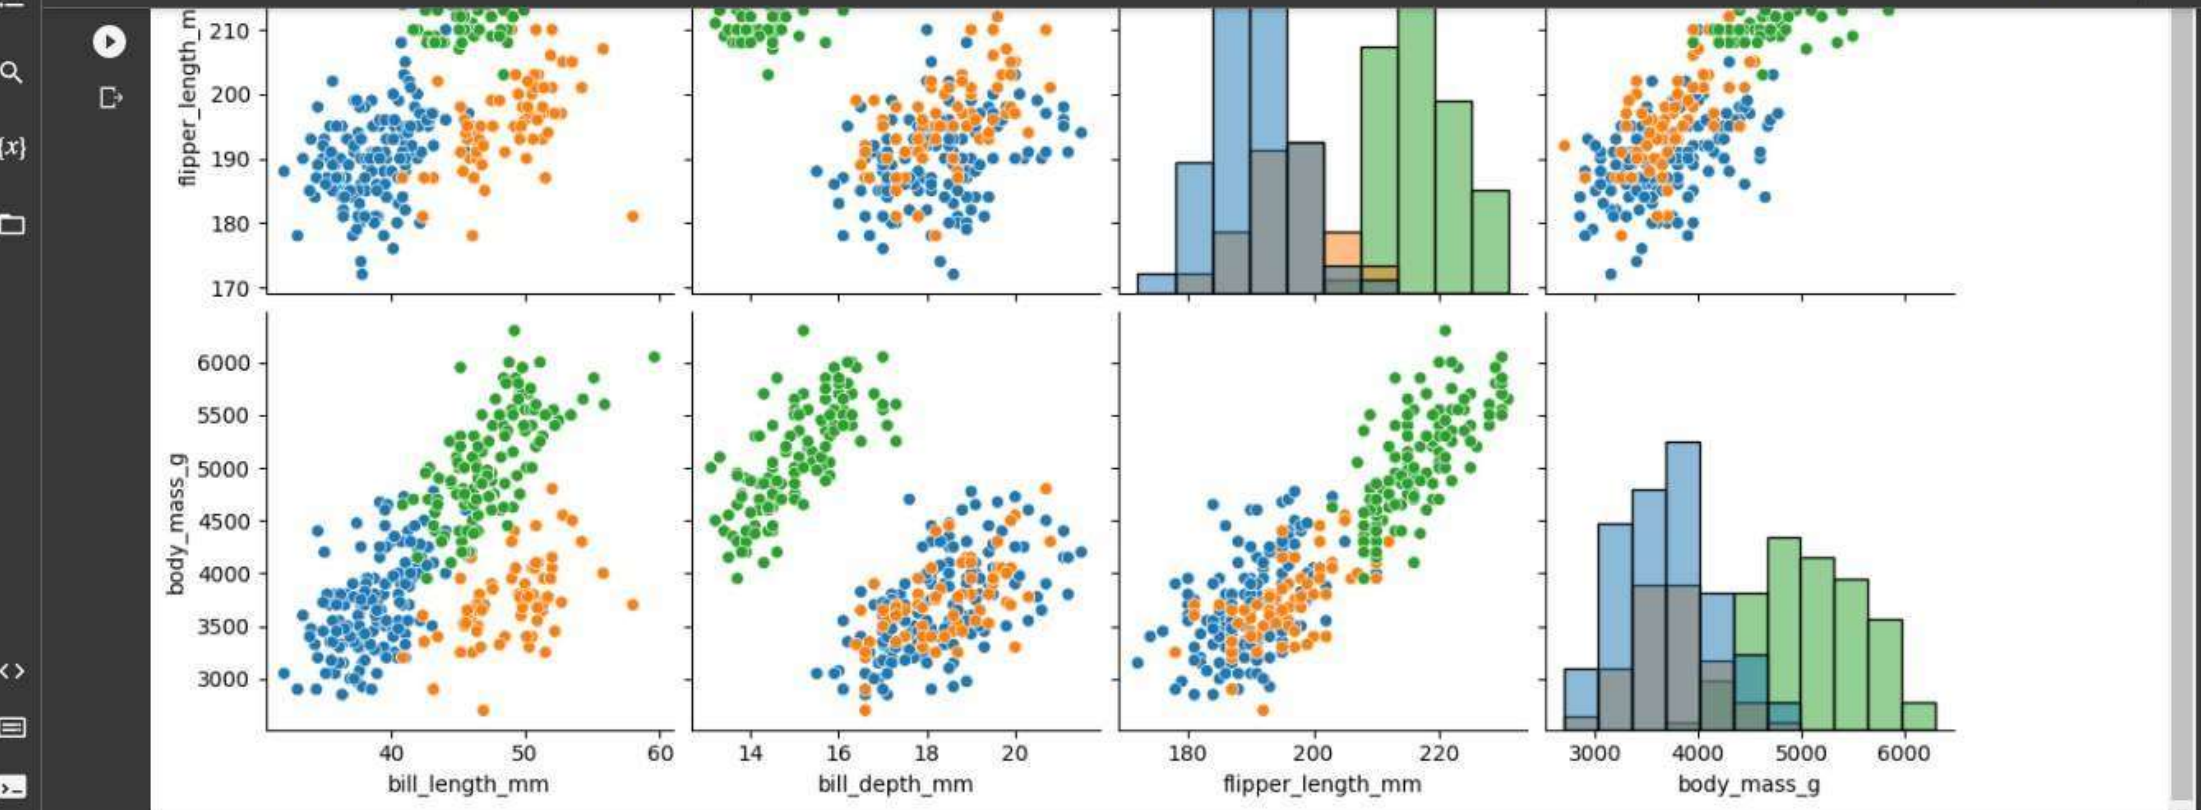 flipper_length_m
210
200
190
180
170
{x}
body_mass_g
6000
5500
5000
4500
4000
3500
3000
40 50 60
14 16 18 20
180 200 220
3000 4000 5000 6000
bill_length_mm
bill_depth_mm
flipper_length_mm
body_mass_g